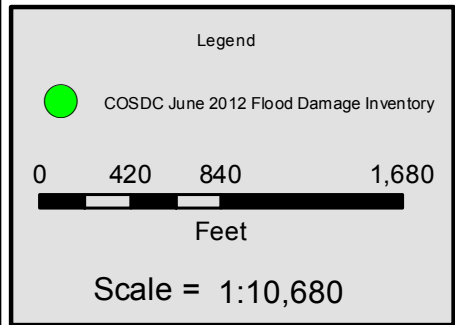 Legend
COSDC June 2012 Flood Damage Inventory
0 420 840 1,680
Feet
Scale = 1:10,680